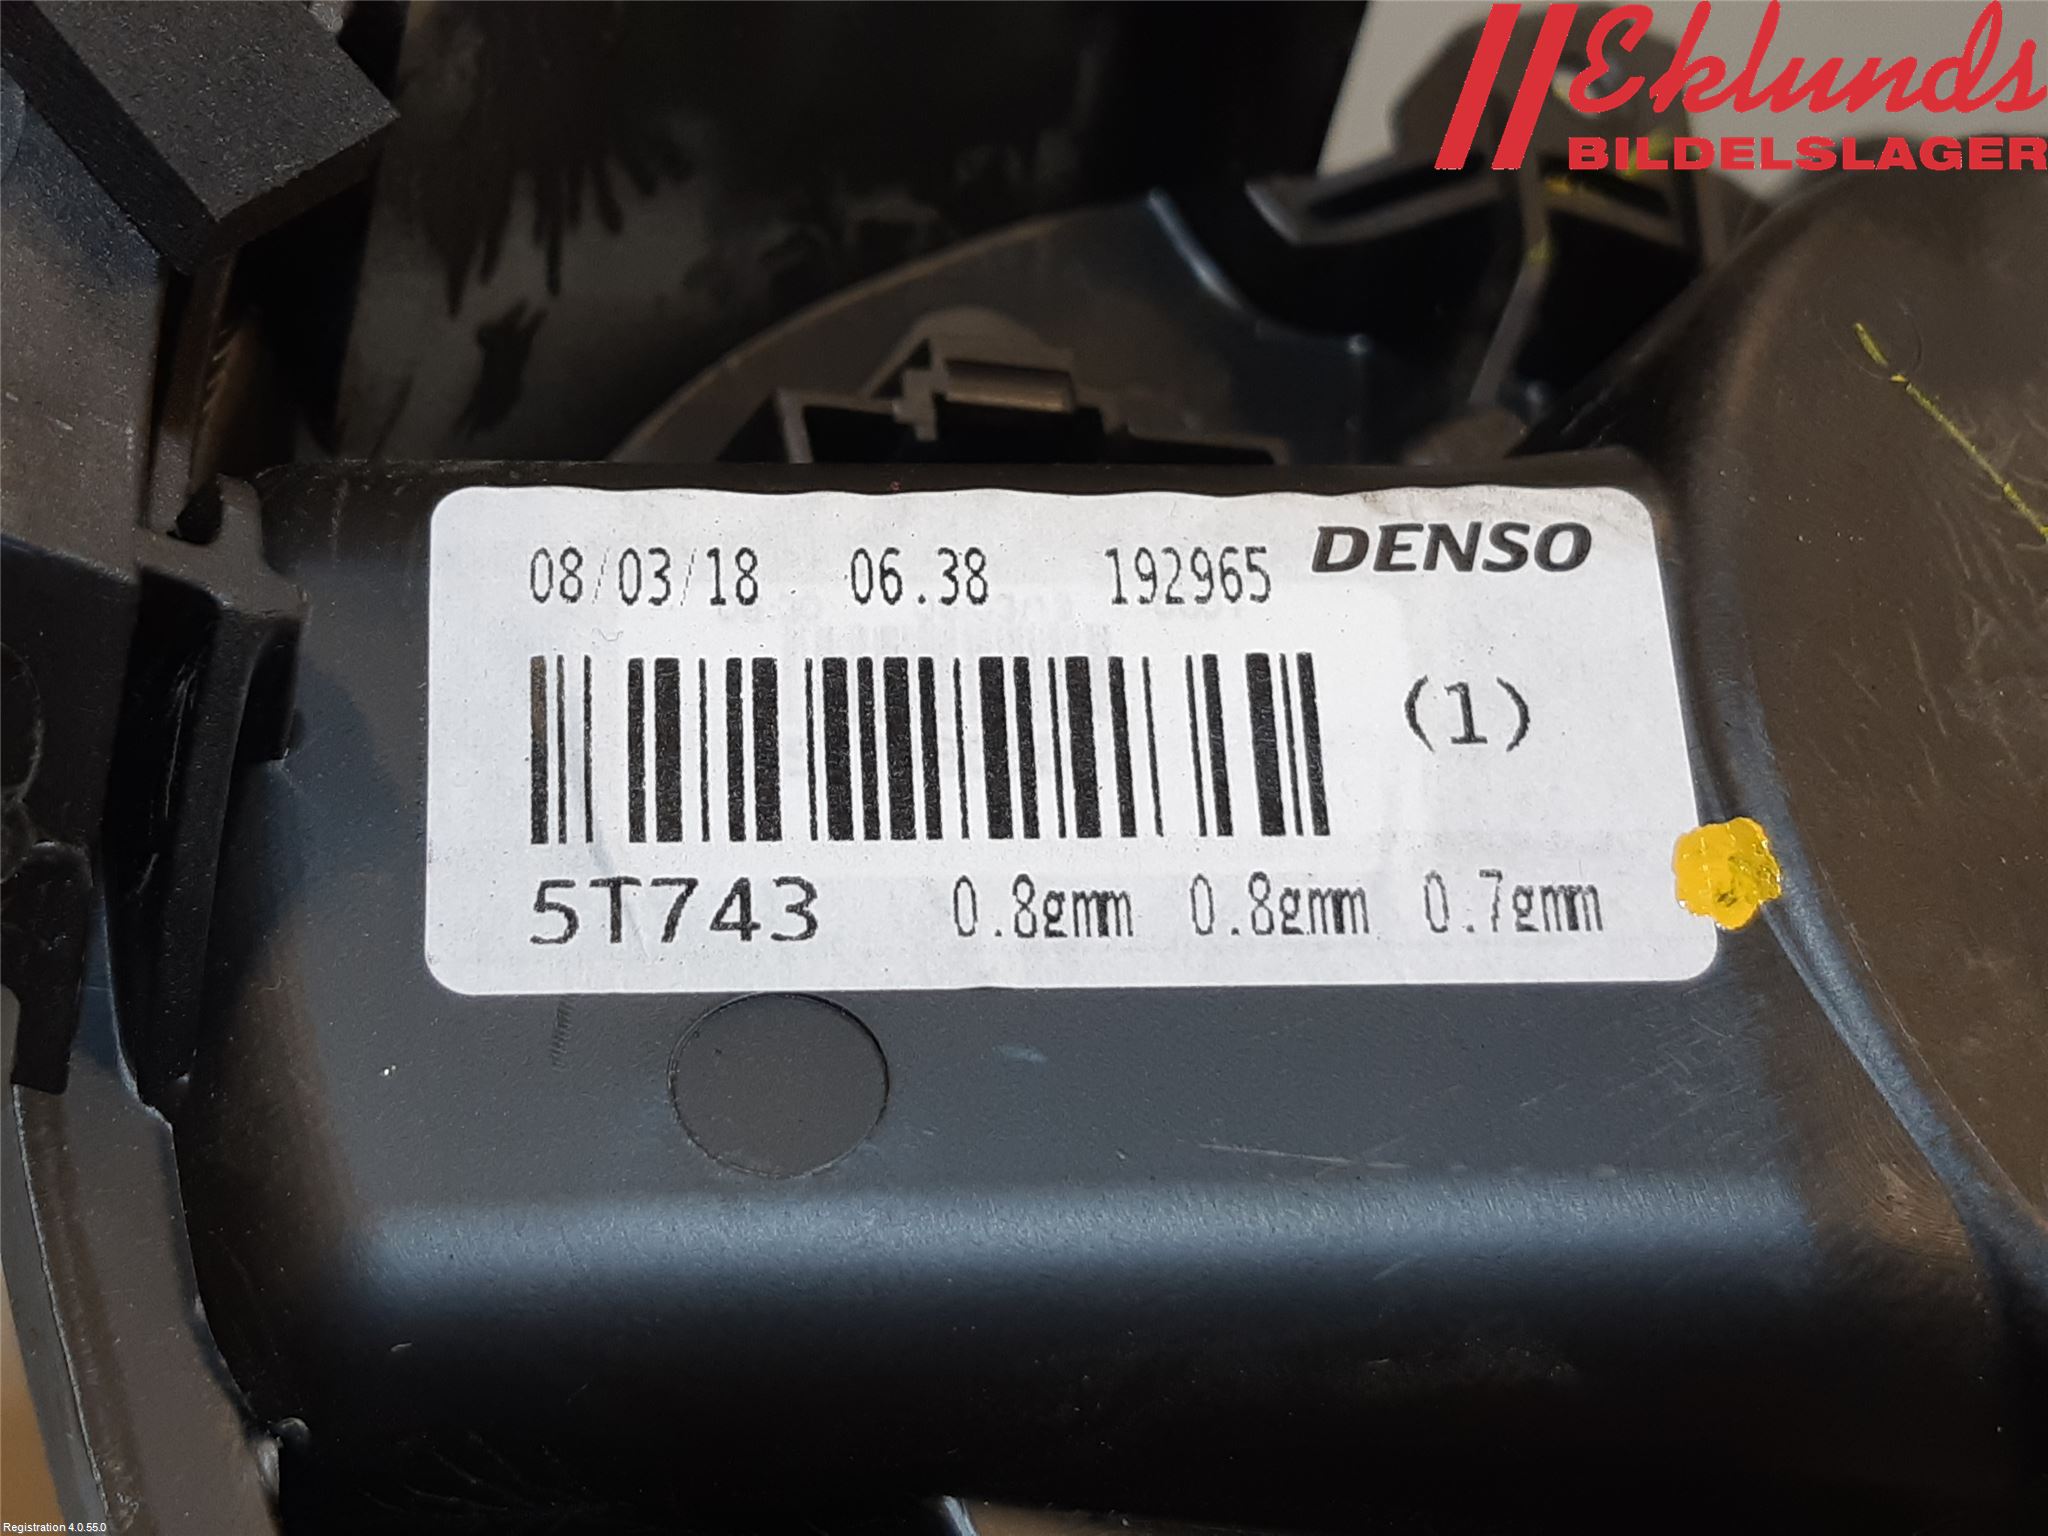 Eklunds
BILDELSLAGER
08/03/18 06.38 192965 DENSO
(1)
5T743 0.8gmm 0.8gmm 0.7gmm
Registration 4.0.55.0